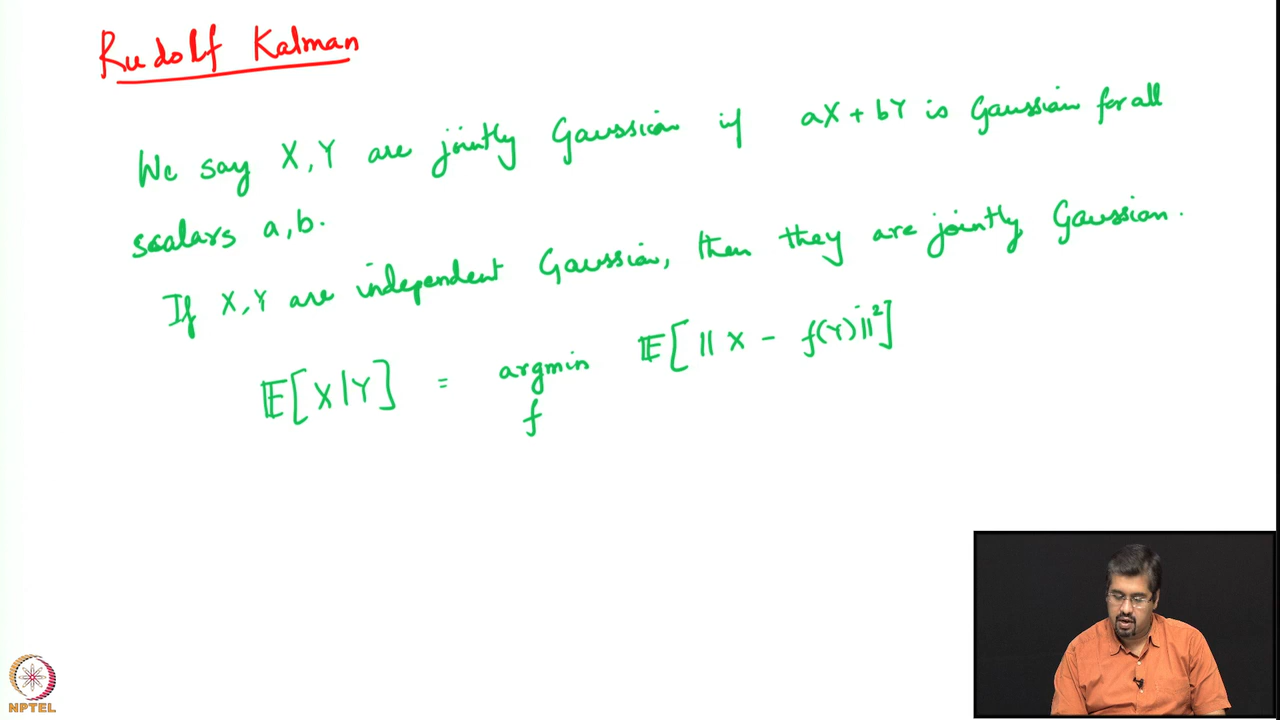 Rudolf Kalman
We say X, Y are jointly Gaussian if aX + bY is Gaussian for all
scalars a, b.
If X, Y are independent Gaussian, then they are jointly Gaussian.
𝔼[X|Y] = argmin 𝔼[||X - f(Y)||²]
f
NPTEL